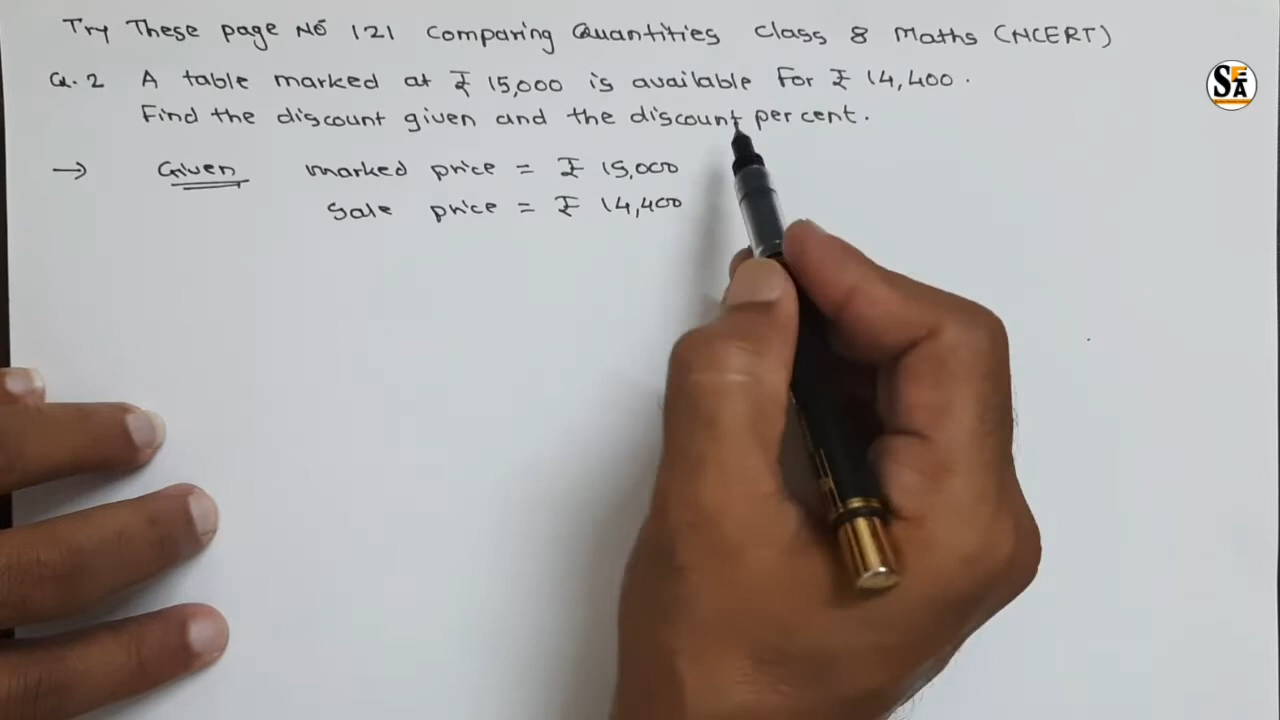 Try These page No 121 Comparing Quantities Class 8 Maths (NCERT)
Q.2 A table marked at ₹ 15,000 is available for ₹ 14,400.
Find the discount given and the discount per cent.
→ Given marked price = ₹ 15,000
Sale price = ₹ 14,400
SFA